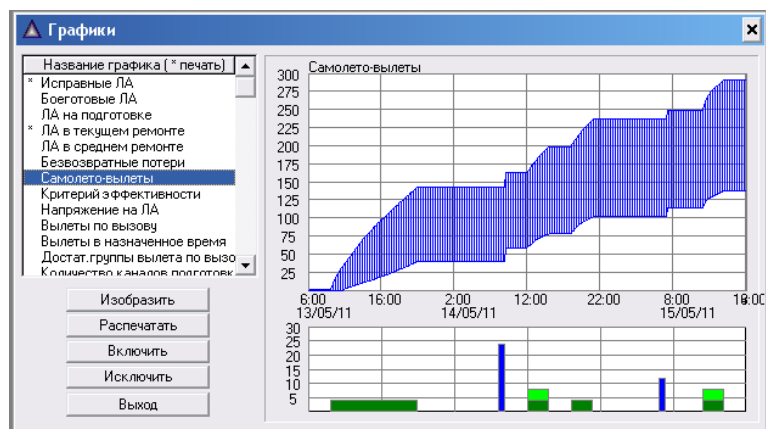 Графики
Название графика ( * печать)
* Исправные ЛА
Боеготовые ЛА
ЛА на подготовке
* ЛА в текущем ремонте
ЛА в среднем ремонте
Безвозвратные потери
Самолето-вылеты
Критерий эффективности
Напряжение на ЛА
Вылеты по вызову
Вылеты в назначенное время
Достат.группы вылета по вызо
Количество каналов подготовк
Изобразить
Распечатать
Включить
Исключить
Выход
Самолето-вылеты
300
275
250
225
200
175
150
125
100
75
50
25
6:00 16:00 2:00 12:00 22:00 8:00
13/05/11 14/05/11 15/05/11
30
25
20
15
10
5